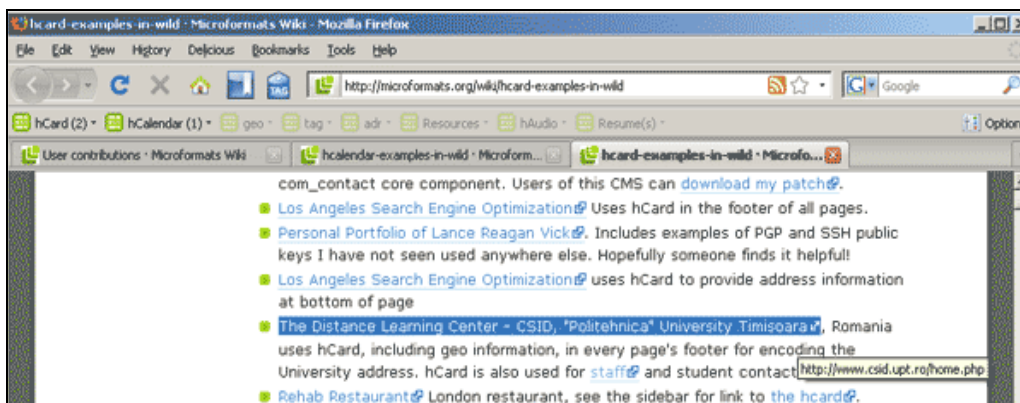 hcard-examples-in-wild · Microformats Wiki - Mozilla Firefox
File Edit View History Delicious Bookmarks Tools Help
TAG http://microformats.org/wiki/hcard-examples-in-wild G Google
hCard (2) hCalendar (1) geo tag adr Resources hAudio Resume(s) Option
User contributions · Microformats Wiki hcalendar-examples-in-wild · Microform... hcard-examples-in-wild · Microfo...
com_contact core component. Users of this CMS can download my patch.
Los Angeles Search Engine Optimization Uses hCard in the footer of all pages.
Personal Portfolio of Lance Reagan Vick. Includes examples of PGP and SSH public
keys I have not seen used anywhere else. Hopefully someone finds it helpful!
Los Angeles Search Engine Optimization uses hCard to provide address information
at bottom of page
The Distance Learning Center - CSID, "Politehnica" University Timisoara, Romania
uses hCard, including geo information, in every page's footer for encoding the
University address. hCard is also used for staff and student contact
http://www.csid.upt.ro/home.php
Rehab Restaurant London restaurant, see the sidebar for link to the hcard.